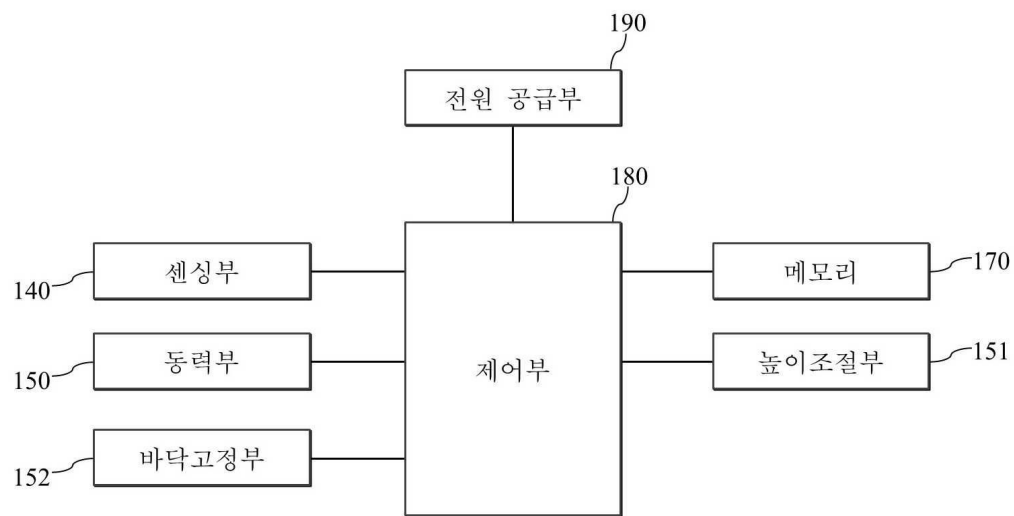 190
전원 공급부
180
센싱부
140
메모리
170
동력부
150
제어부
높이조절부
151
바닥고정부
152